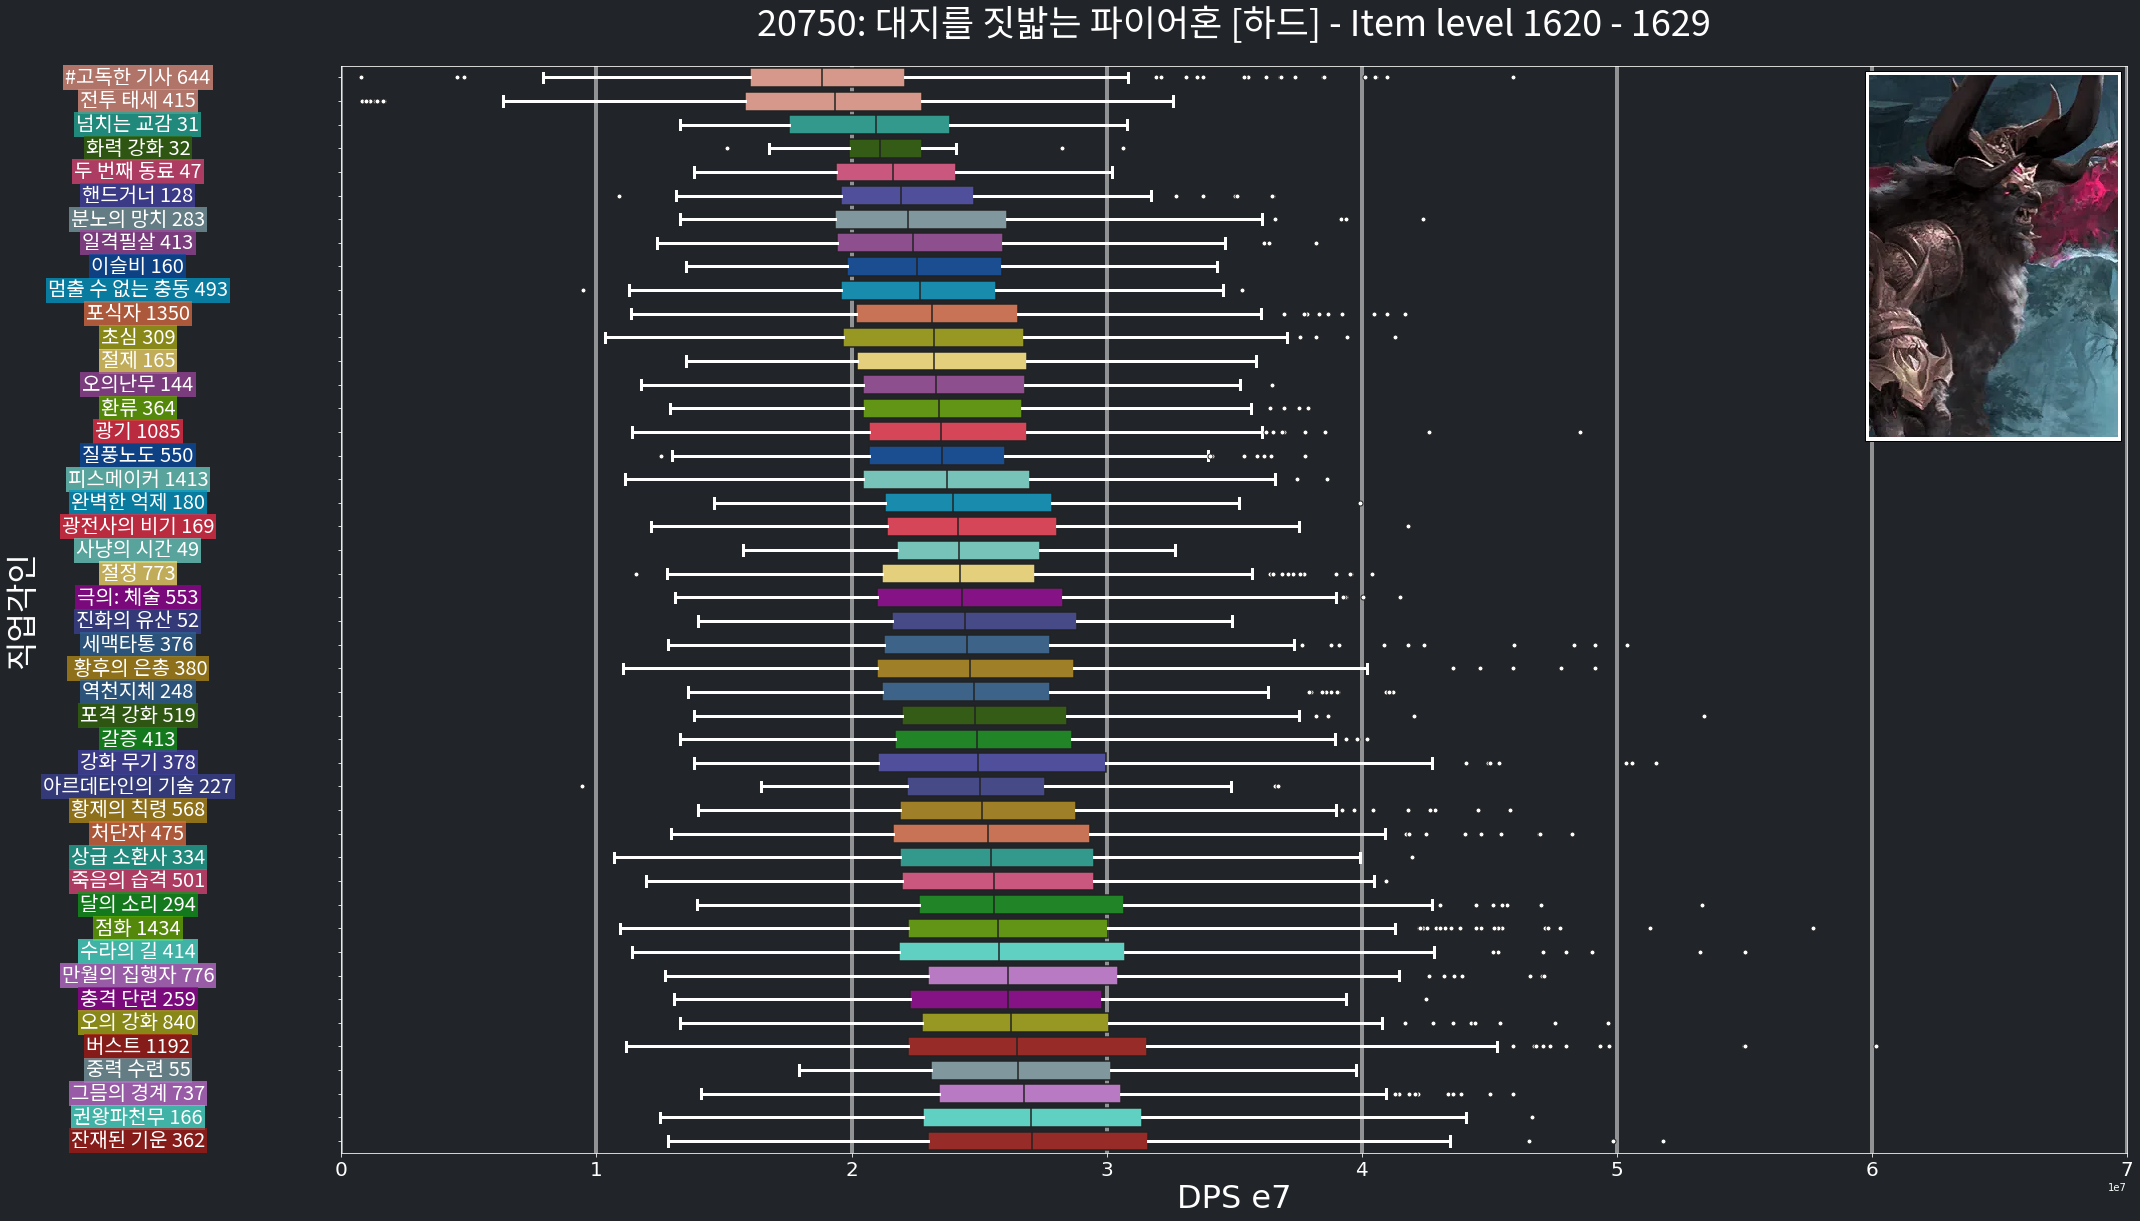 20750: 대지를 짓밟는 파이어혼 [하드] - Item level 1620 - 1629
#고독한 기사 644
전투 태세 415
넘치는 교감 31
화력 강화 32
두 번째 동료 47
핸드거너 128
분노의 망치 283
일격필살 413
이슬비 160
멈출 수 없는 충동 493
포식자 1350
초심 309
절제 165
오의난무 144
환류 364
광기 1085
질풍노도 550
피스메이커 1413
완벽한 억제 180
광전사의 비기 169
사냥의 시간 49
절정 773
극의: 체술 553
진화의 유산 52
세맥타통 376
황후의 은총 380
역천지체 248
포격 강화 519
갈증 413
강화 무기 378
아르데타인의 기술 227
황제의 칙령 568
처단자 475
상급 소환사 334
죽음의 습격 501
달의 소리 294
점화 1434
수라의 길 414
만월의 집행자 776
충격 단련 259
오의 강화 840
버스트 1192
중력 수련 55
그믐의 경계 737
권왕파천무 166
잔재된 기운 362
직업각인
0 1 2 3 4 5 6 7
1e7
DPS e7